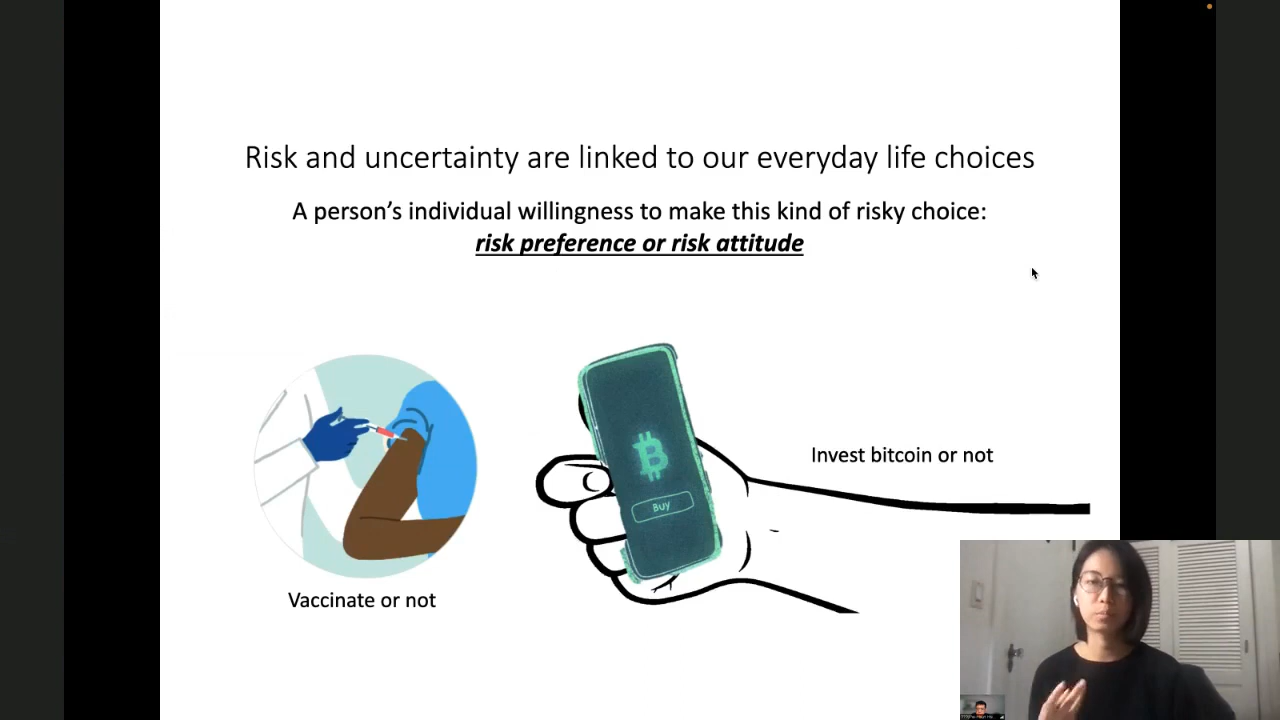 Risk and uncertainty are linked to our everyday life choices
A person's individual willingness to make this kind of risky choice:
risk preference or risk attitude
Buy
Invest bitcoin or not
Vaccinate or not